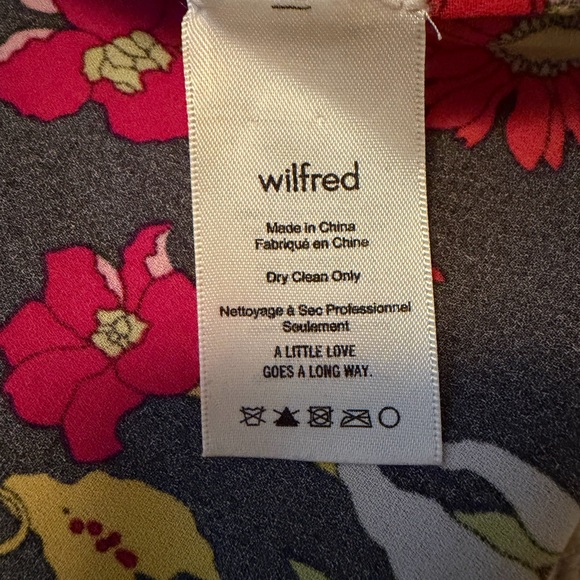 wilfred
Made in China
Fabriqué en Chine
Dry Clean Only
Nettoyage à Sec Professionnel
Seulement
A LITTLE LOVE
GOES A LONG WAY.